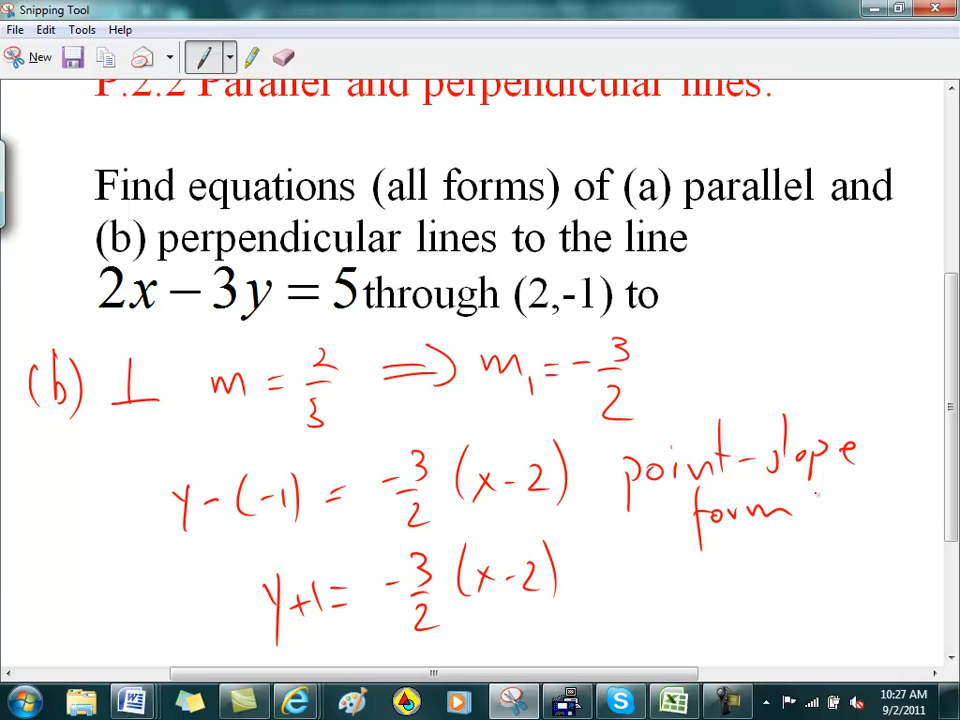 Snipping Tool
File Edit Tools Help
New
P.2.2 Parallel and perpendicular lines.
Find equations (all forms) of (a) parallel and
(b) perpendicular lines to the line
2x − 3y = 5 through (2,-1) to
(b) ⊥ m = 2/3 ⟹ m₁ = -3/2
y - (-1) = -3/2 (x - 2) point-slope
form
y + 1 = -3/2 (x - 2)
10:27 AM
9/2/2011